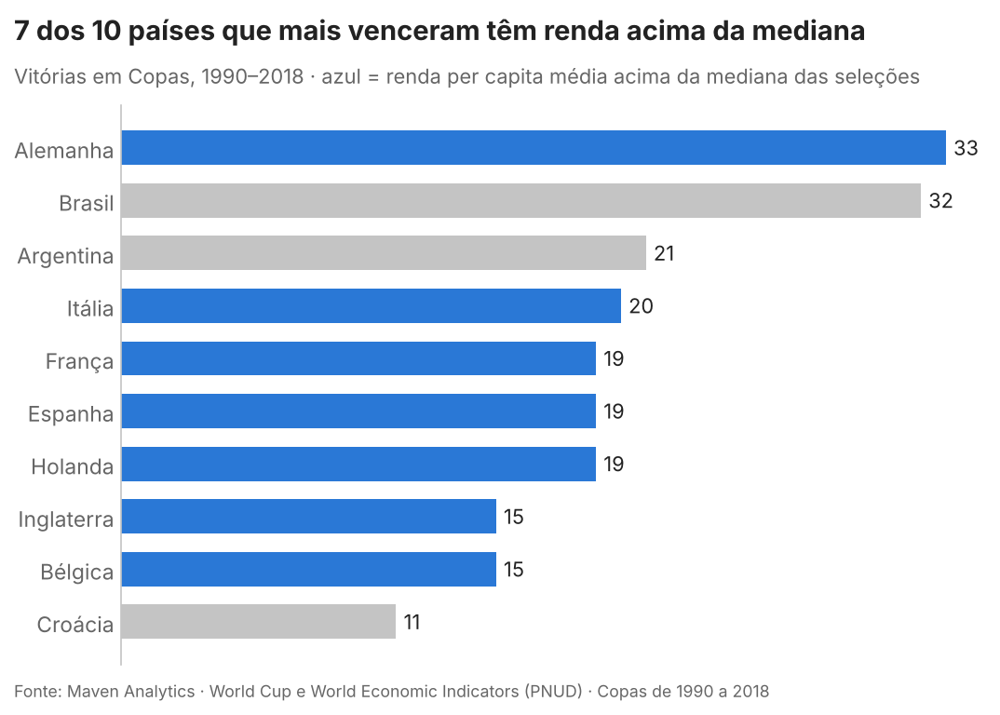 7 dos 10 países que mais venceram têm renda acima da mediana
Vitórias em Copas, 1990–2018 · azul = renda per capita média acima da mediana das seleções
Alemanha 33
Brasil 32
Argentina 21
Itália 20
França 19
Espanha 19
Holanda 19
Inglaterra 15
Bélgica 15
Croácia 11
Fonte: Maven Analytics · World Cup e World Economic Indicators (PNUD) · Copas de 1990 a 2018